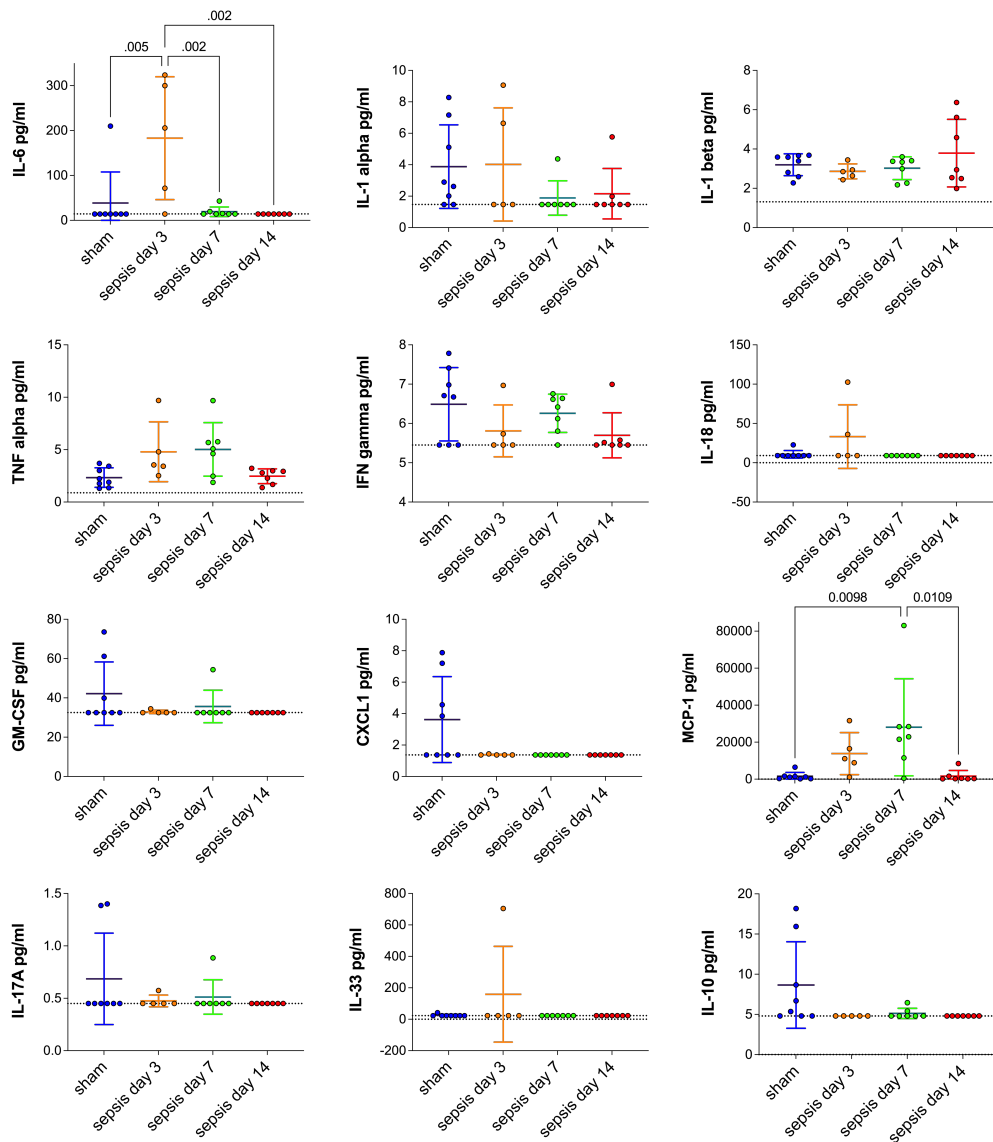 .002
.005 .002
IL-6 pg/ml
300
200
100
0
sham
sepsis day 3
sepsis day 7
sepsis day 14
IL-1 alpha pg/ml
10
8
6
4
2
0
sham
sepsis day 3
sepsis day 7
sepsis day 14
IL-1 beta pg/ml
8
6
4
2
0
sham
sepsis day 3
sepsis day 7
sepsis day 14
TNF alpha pg/ml
15
10
5
0
sham
sepsis day 3
sepsis day 7
sepsis day 14
IFN gamma pg/ml
8
7
6
5
4
sham
sepsis day 3
sepsis day 7
sepsis day 14
IL-18 pg/ml
150
100
50
0
-50
sham
sepsis day 3
sepsis day 7
sepsis day 14
GM-CSF pg/ml
80
60
40
20
0
sham
sepsis day 3
sepsis day 7
sepsis day 14
CXCL1 pg/ml
10
8
6
4
2
0
sham
sepsis day 3
sepsis day 7
sepsis day 14
0.0098 0.0109
MCP-1 pg/ml
80000
60000
40000
20000
0
sham
sepsis day 3
sepsis day 7
sepsis day 14
IL-17A pg/ml
1.5
1.0
0.5
0.0
sham
sepsis day 3
sepsis day 7
sepsis day 14
IL-33 pg/ml
800
600
400
200
0
-200
sham
sepsis day 3
sepsis day 7
sepsis day 14
IL-10 pg/ml
20
15
10
5
0
sham
sepsis day 3
sepsis day 7
sepsis day 14